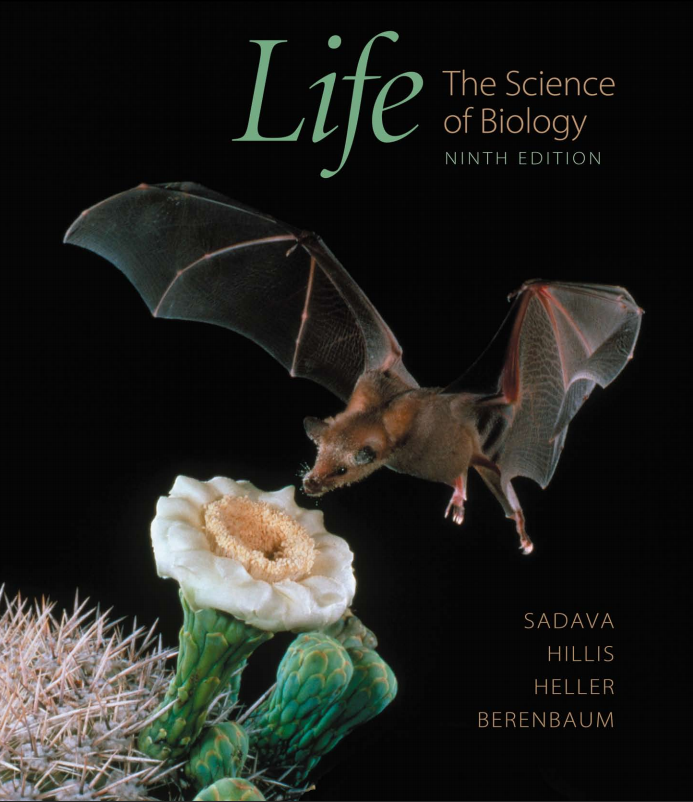 Life
The Science
of Biology
NINTH EDITION
SADAVA
HILLIS
HELLER
BERENBAUM